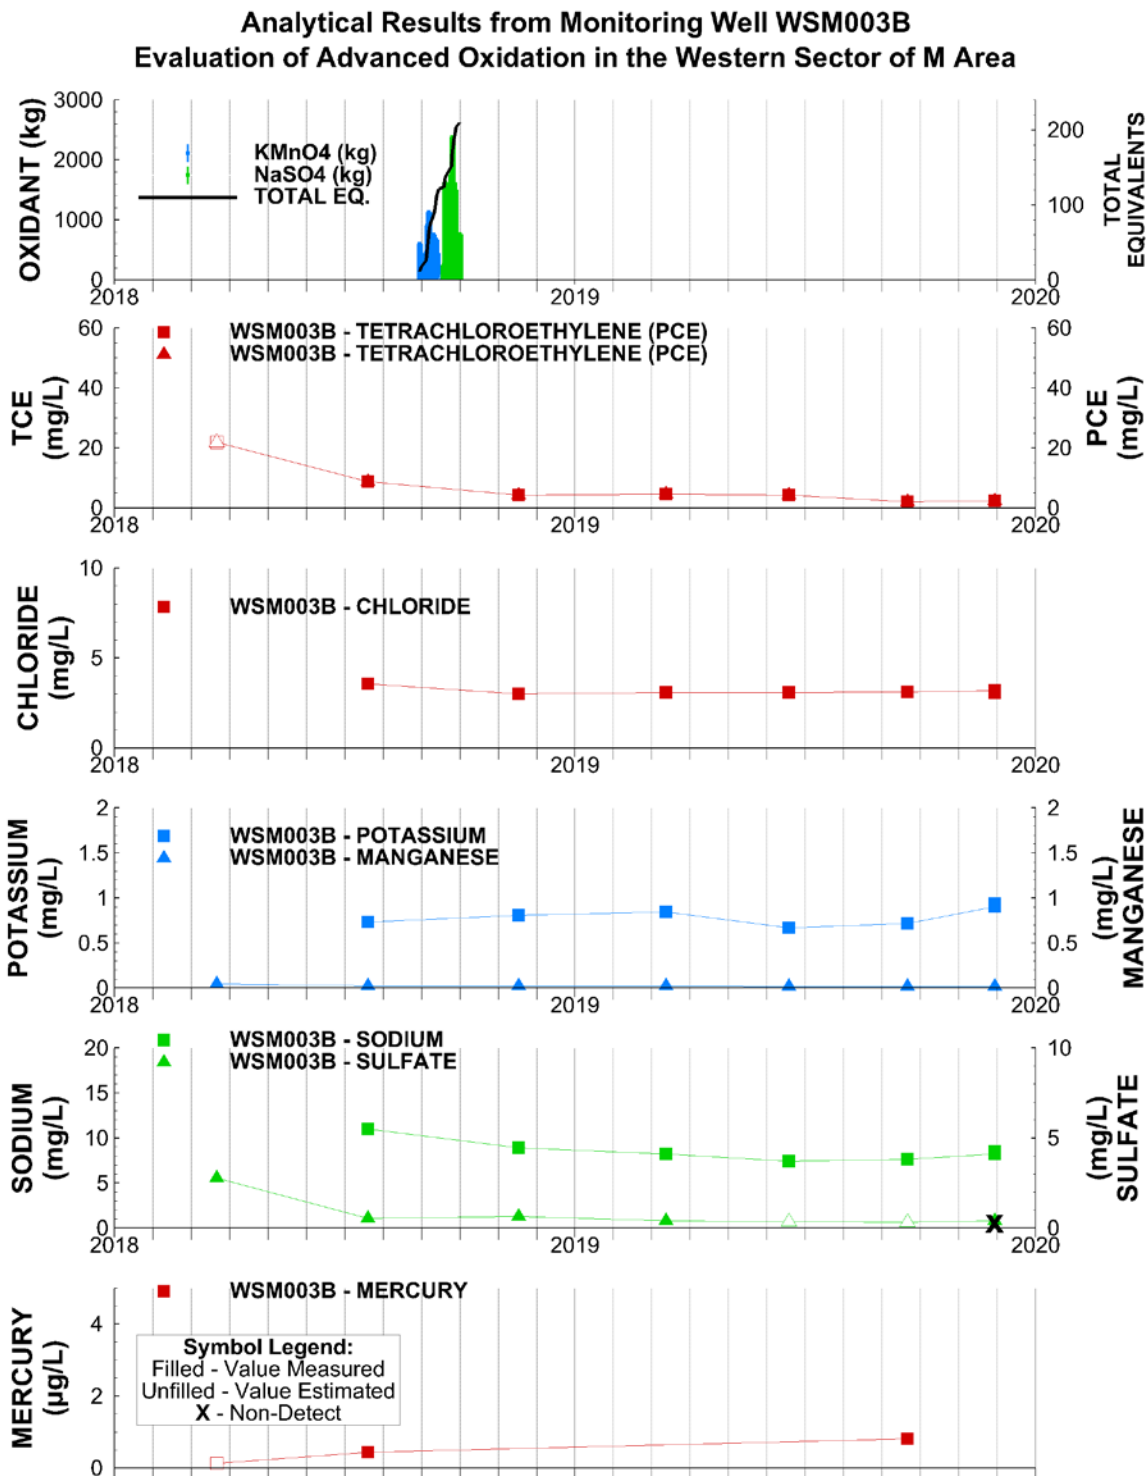 Analytical Results from Monitoring Well WSM003B
Evaluation of Advanced Oxidation in the Western Sector of M Area
OXIDANT (kg)
3000
2000
1000
0
KMnO4 (kg)
NaSO4 (kg)
TOTAL EQ.
200
100
0
TOTAL
EQUIVALENTS
2018
2019
2020
TCE
(mg/L)
60
40
20
0
WSM003B - TETRACHLOROETHYLENE (PCE)
WSM003B - TETRACHLOROETHYLENE (PCE)
60
40
20
0
PCE
(mg/L)
2018
2019
2020
CHLORIDE
(mg/L)
10
5
0
WSM003B - CHLORIDE
2018
2019
2020
POTASSIUM
(mg/L)
2
1.5
1
0.5
0
WSM003B - POTASSIUM
WSM003B - MANGANESE
2
1.5
1
0.5
0
(mg/L)
MANGANESE
2018
2019
2020
SODIUM
(mg/L)
20
15
10
5
0
WSM003B - SODIUM
WSM003B - SULFATE
10
5
0
(mg/L)
SULFATE
X
2018
2019
2020
MERCURY
(µg/L)
4
2
0
WSM003B - MERCURY
Symbol Legend:
Filled - Value Measured
Unfilled - Value Estimated
X - Non-Detect